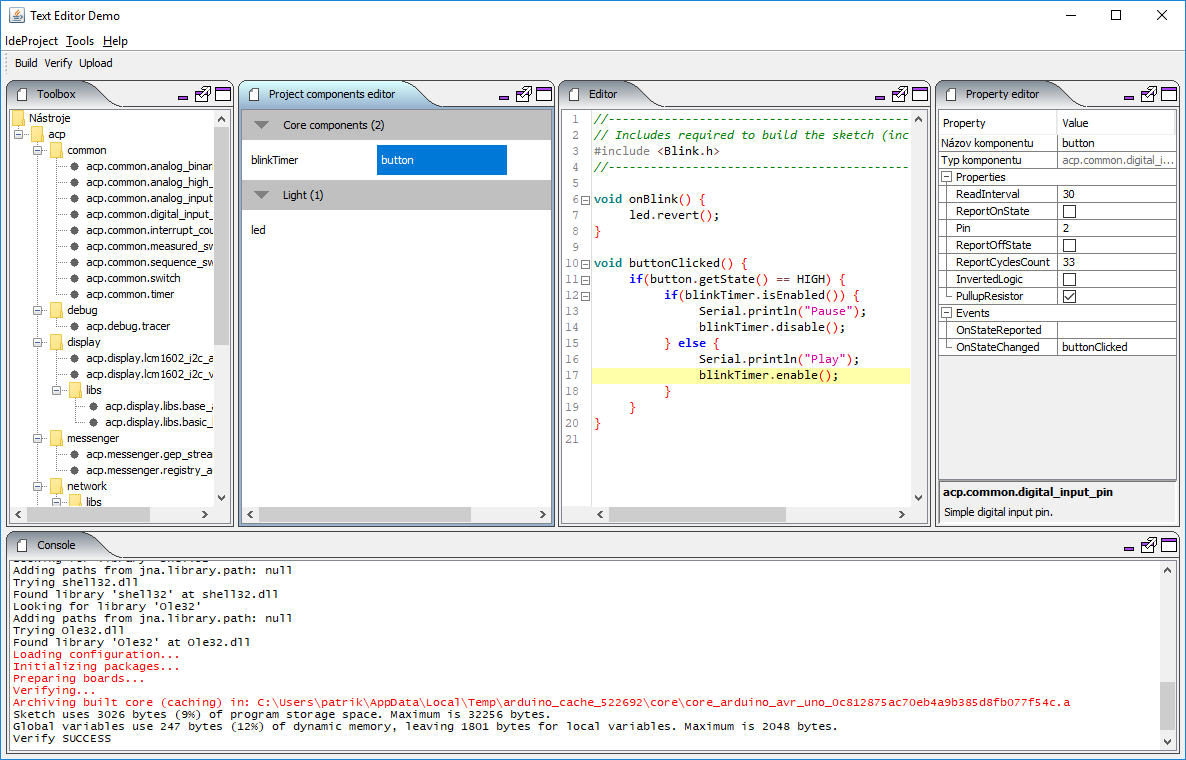 Text Editor Demo
IdeProject Tools Help
Build Verify Upload
Toolbox
Nástroje
acp
common
acp.common.analog_binar
acp.common.analog_high_
acp.common.analog_input
acp.common.digital_input_
acp.common.interrupt_cou
acp.common.measured_sw
acp.common.sequence_sw
acp.common.switch
acp.common.timer
debug
acp.debug.tracer
display
acp.display.lcm1602_i2c_a
acp.display.lcm1602_i2c_v
libs
acp.display.libs.base_
acp.display.libs.basic_
messenger
acp.messenger.gep_strea
acp.messenger.registry_a
network
libs
Project components editor
Core components (2)
blinkTimer button
Light (1)
led
Editor
1 //-----------------------------------------
2 // Includes required to build the sketch (inc
3 #include <Blink.h>
4 //-----------------------------------------
5
6 void onBlink() {
7 led.revert();
8 }
9
10 void buttonClicked() {
11 if(button.getState() == HIGH) {
12 if(blinkTimer.isEnabled()) {
13 Serial.println("Pause");
14 blinkTimer.disable();
15 } else {
16 Serial.println("Play");
17 blinkTimer.enable();
18 }
19 }
20 }
21
Property editor
Property Value
Názov komponentu button
Typ komponentu acp.common.digital_i...
Properties
ReadInterval 30
ReportOnState
Pin 2
ReportOffState
ReportCyclesCount 33
InvertedLogic
PullupResistor
Events
OnStateReported
OnStateChanged buttonClicked
acp.common.digital_input_pin
Simple digital input pin.
Console
Adding paths from jna.library.path: null
Trying shell32.dll
Found library 'shell32' at shell32.dll
Looking for library 'Ole32'
Adding paths from jna.library.path: null
Trying Ole32.dll
Found library 'Ole32' at Ole32.dll
Loading configuration...
Initializing packages...
Preparing boards...
Verifying...
Archiving built core (caching) in: C:\Users\patrik\AppData\Local\Temp\arduino_cache_522692\core\core_arduino_avr_uno_0c812875ac70eb4a9b385d8fb077f54c.a
Sketch uses 3026 bytes (9%) of program storage space. Maximum is 32256 bytes.
Global variables use 247 bytes (12%) of dynamic memory, leaving 1801 bytes for local variables. Maximum is 2048 bytes.
Verify SUCCESS